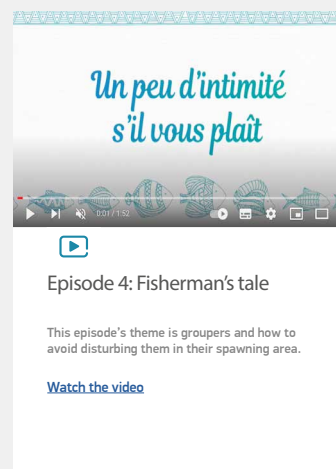 Un peu d'intimité
s'il vous plaît
0:01 / 1:52
Episode 4: Fisherman's tale
This episode's theme is groupers and how to
avoid disturbing them in their spawning area.
Watch the video